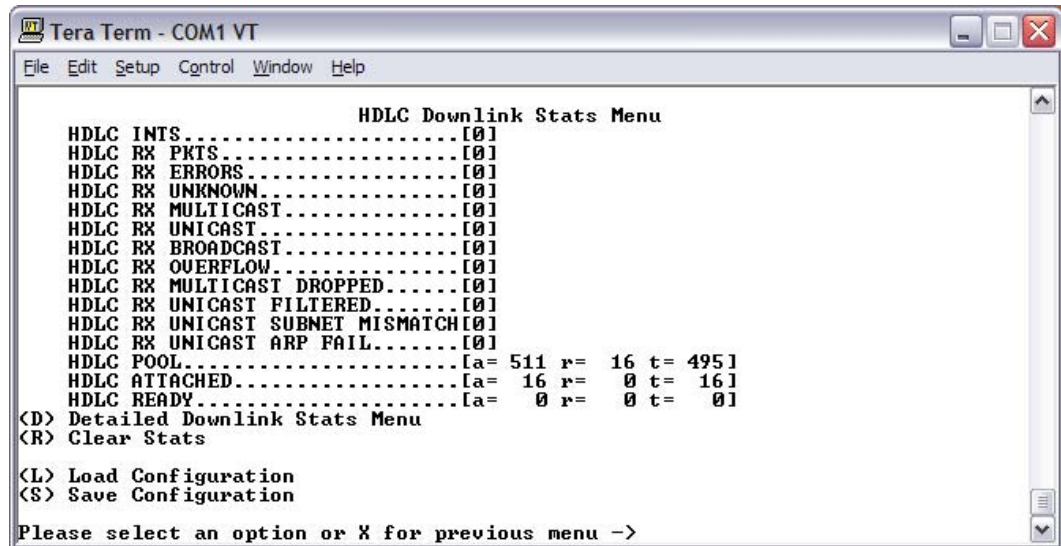 Tera Term - COM1 VT
File Edit Setup Control Window Help
HDLC Downlink Stats Menu
HDLC INTS......................[0]
HDLC RX PKTS...................[0]
HDLC RX ERRORS.................[0]
HDLC RX UNKNOWN................[0]
HDLC RX MULTICAST..............[0]
HDLC RX UNICAST................[0]
HDLC RX BROADCAST..............[0]
HDLC RX OVERFLOW...............[0]
HDLC RX MULTICAST DROPPED......[0]
HDLC RX UNICAST FILTERED.......[0]
HDLC RX UNICAST SUBNET MISMATCH[0]
HDLC RX UNICAST ARP FAIL.......[0]
HDLC POOL......................[a= 511 r=  16 t= 495]
HDLC ATTACHED..................[a=  16 r=   0 t=  16]
HDLC READY.....................[a=   0 r=   0 t=   0]
(D) Detailed Downlink Stats Menu
(R) Clear Stats
(L) Load Configuration
(S) Save Configuration
Please select an option or X for previous menu ->